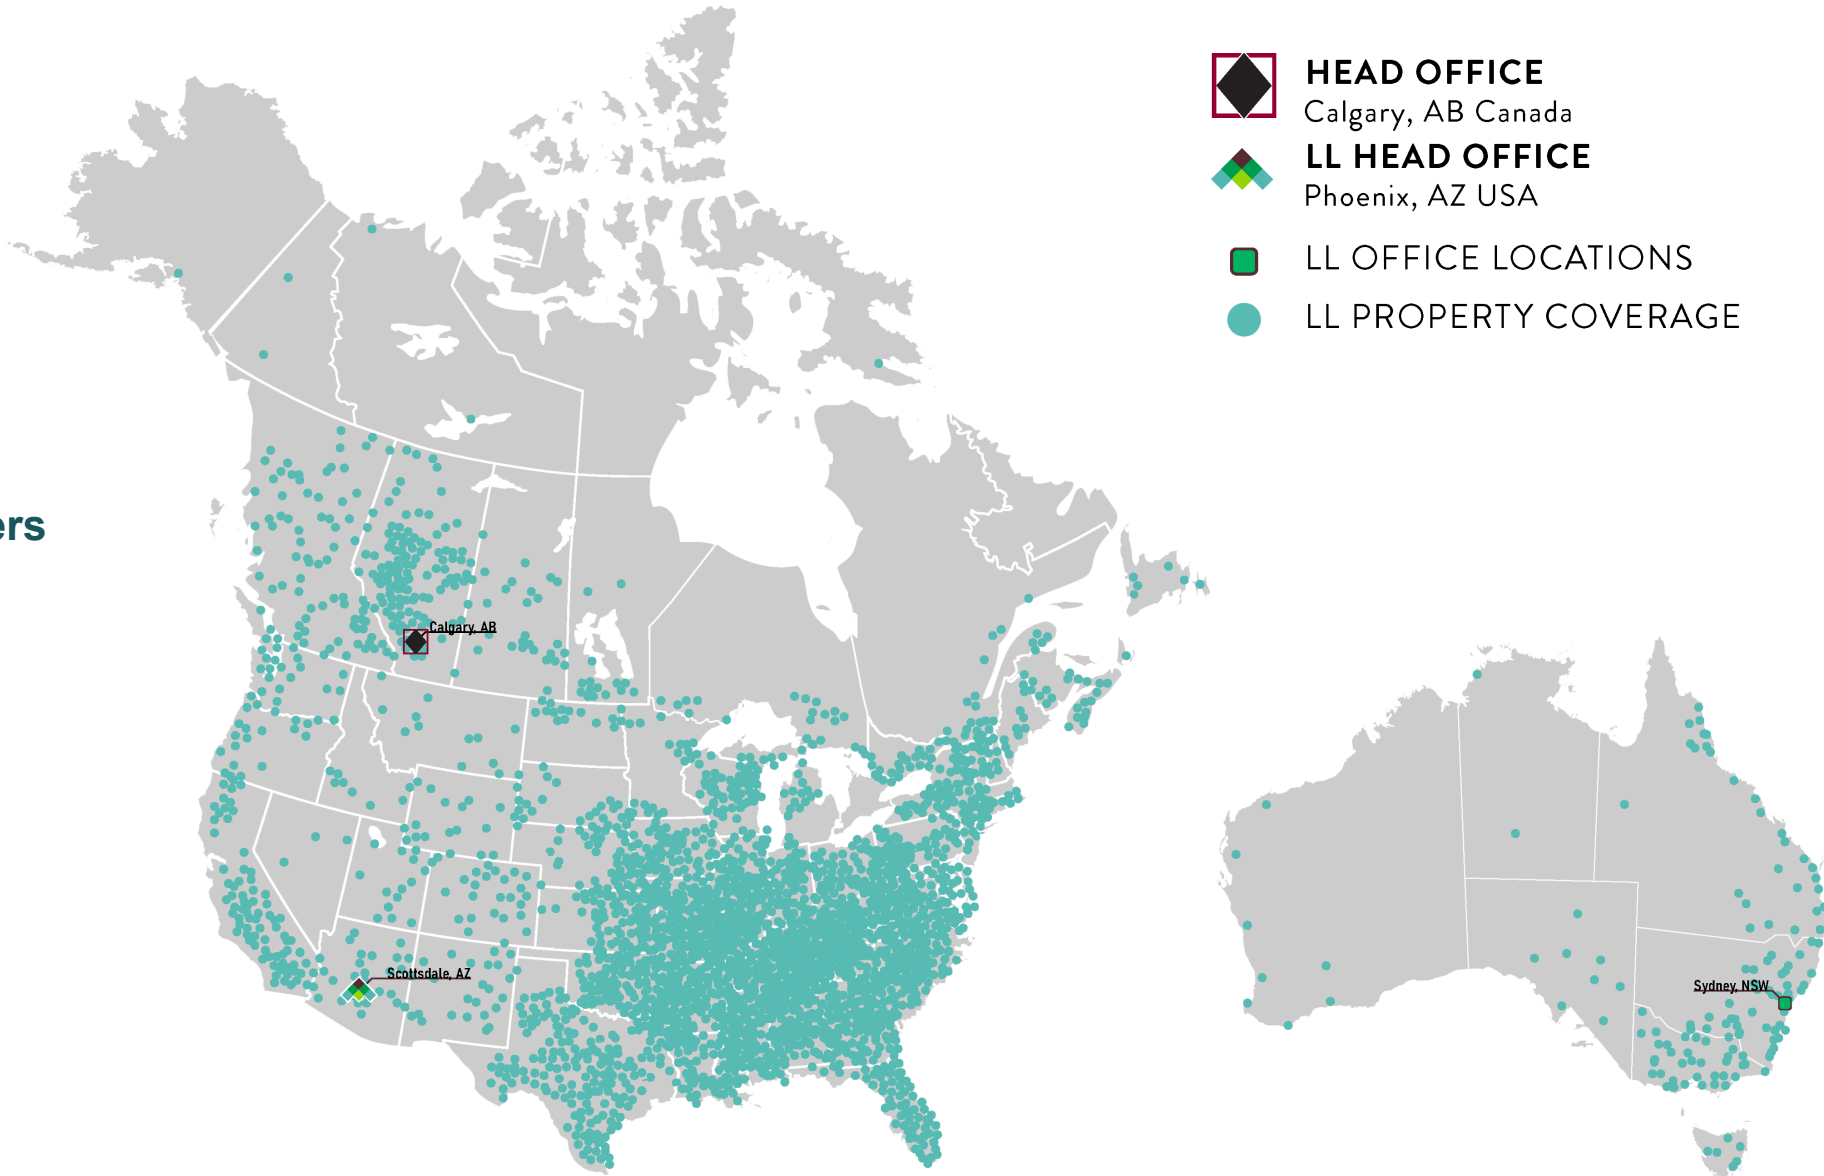 HEAD OFFICE
Calgary, AB Canada
LL HEAD OFFICE
Phoenix, AZ USA
LL OFFICE LOCATIONS
LL PROPERTY COVERAGE
ers
Calgary, AB
Scottsdale, AZ
Sydney, NSW